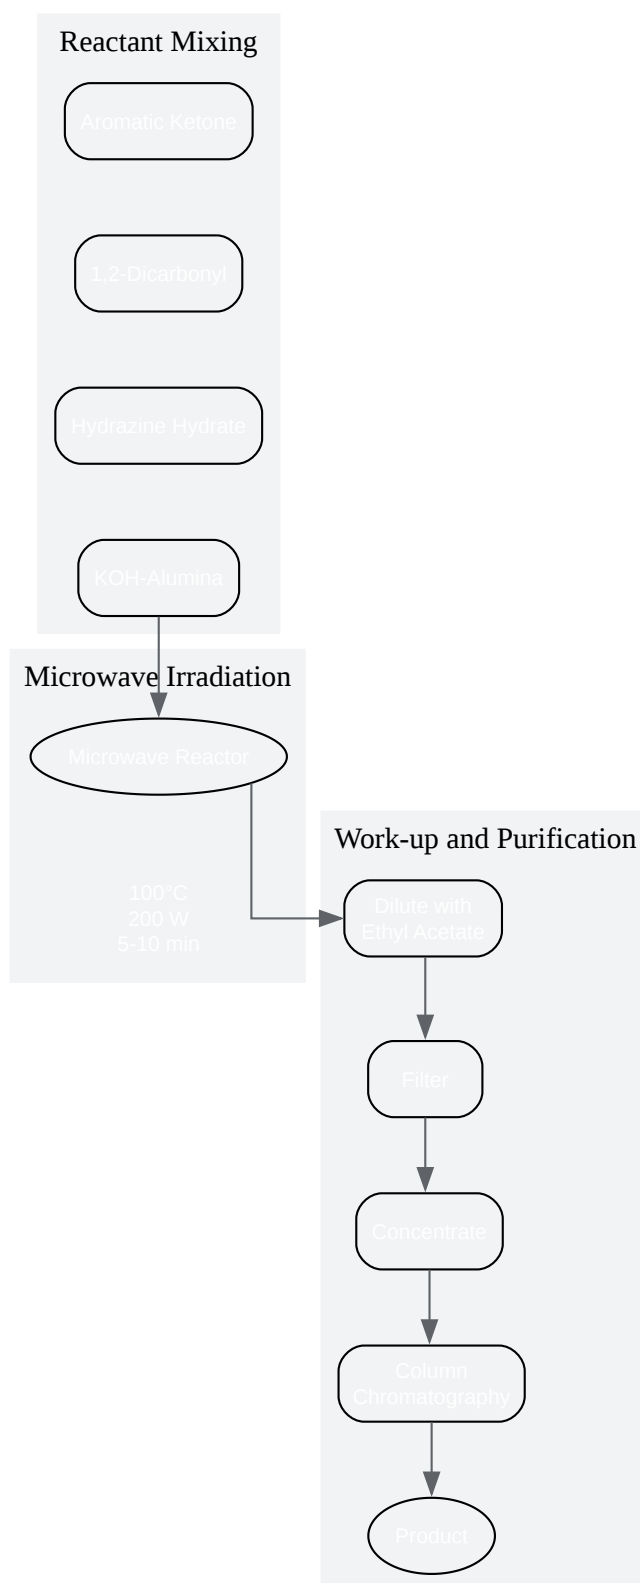 Reactant Mixing
Aromatic Ketone
1,2-Dicarbonyl
Hydrazine Hydrate
KOH-Alumina
Microwave Irradiation
Microwave Reactor
100°C
200 W
5-10 min
Work-up and Purification
Dilute with
Ethyl Acetate
Filter
Concentrate
Column
Chromatography
Product